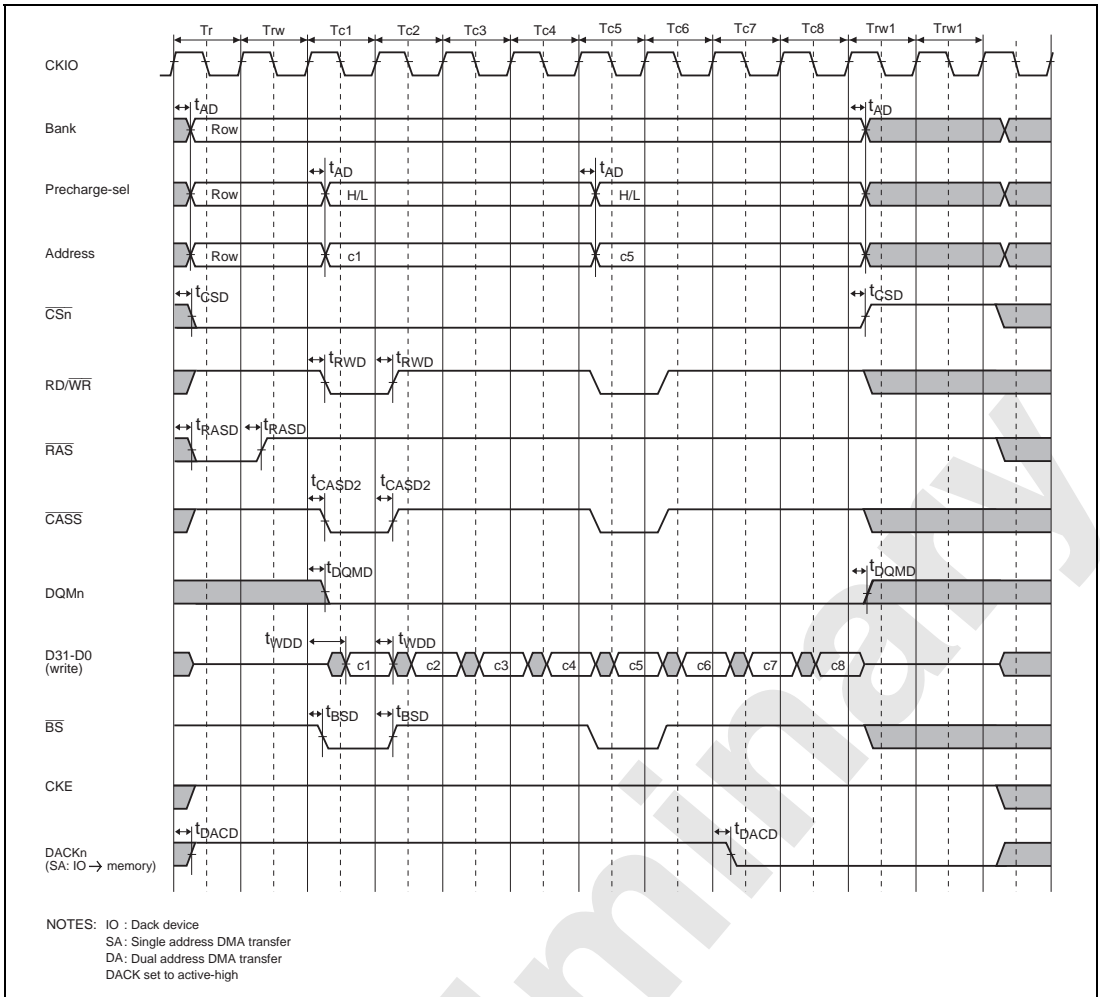 Tr Trw Tc1 Tc2 Tc3 Tc4 Tc5 Tc6 Tc7 Tc8 Trw1 Trw1
CKIO
tAD tAD
Bank Row
tAD tAD
Precharge-sel Row H/L H/L
Address Row c1 c5
tCSD tCSD
CSn
tRWD tRWD
RD/WR
tRASD tRASD
RAS
tCASD2 tCASD2
CASS
tDQMD tDQMD
DQMn
tWDD tWDD
D31-D0
(write)
c1 c2 c3 c4 c5 c6 c7 c8
tBSD tBSD
BS
CKE
tDACD tDACD
DACKn
(SA: IO → memory)
NOTES: IO : Dack device
SA : Single address DMA transfer
DA : Dual address DMA transfer
DACK set to active-high